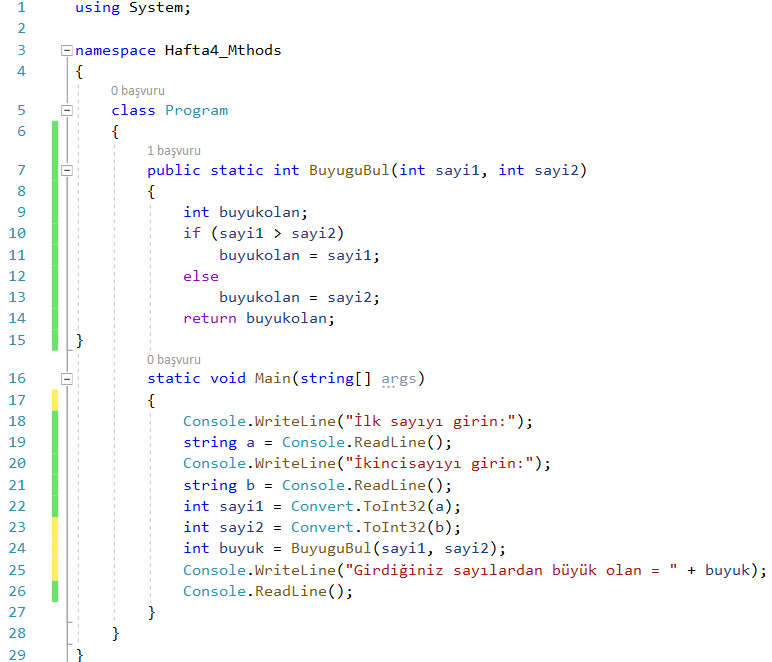 1 using System;
2
3 namespace Hafta4_Mthods
4 {
0 başvuru
5 class Program
6 {
1 başvuru
7 public static int BuyuguBul(int sayi1, int sayi2)
8 {
9 int buyukolan;
10 if (sayi1 > sayi2)
11 buyukolan = sayi1;
12 else
13 buyukolan = sayi2;
14 return buyukolan;
15 }
0 başvuru
16 static void Main(string[] args)
17 {
18 Console.WriteLine("İlk sayıyı girin:");
19 string a = Console.ReadLine();
20 Console.WriteLine("İkincisayıyı girin:");
21 string b = Console.ReadLine();
22 int sayi1 = Convert.ToInt32(a);
23 int sayi2 = Convert.ToInt32(b);
24 int buyuk = BuyuguBul(sayi1, sayi2);
25 Console.WriteLine("Girdiğiniz sayılardan büyük olan = " + buyuk);
26 Console.ReadLine();
27 }
28 }
29 }